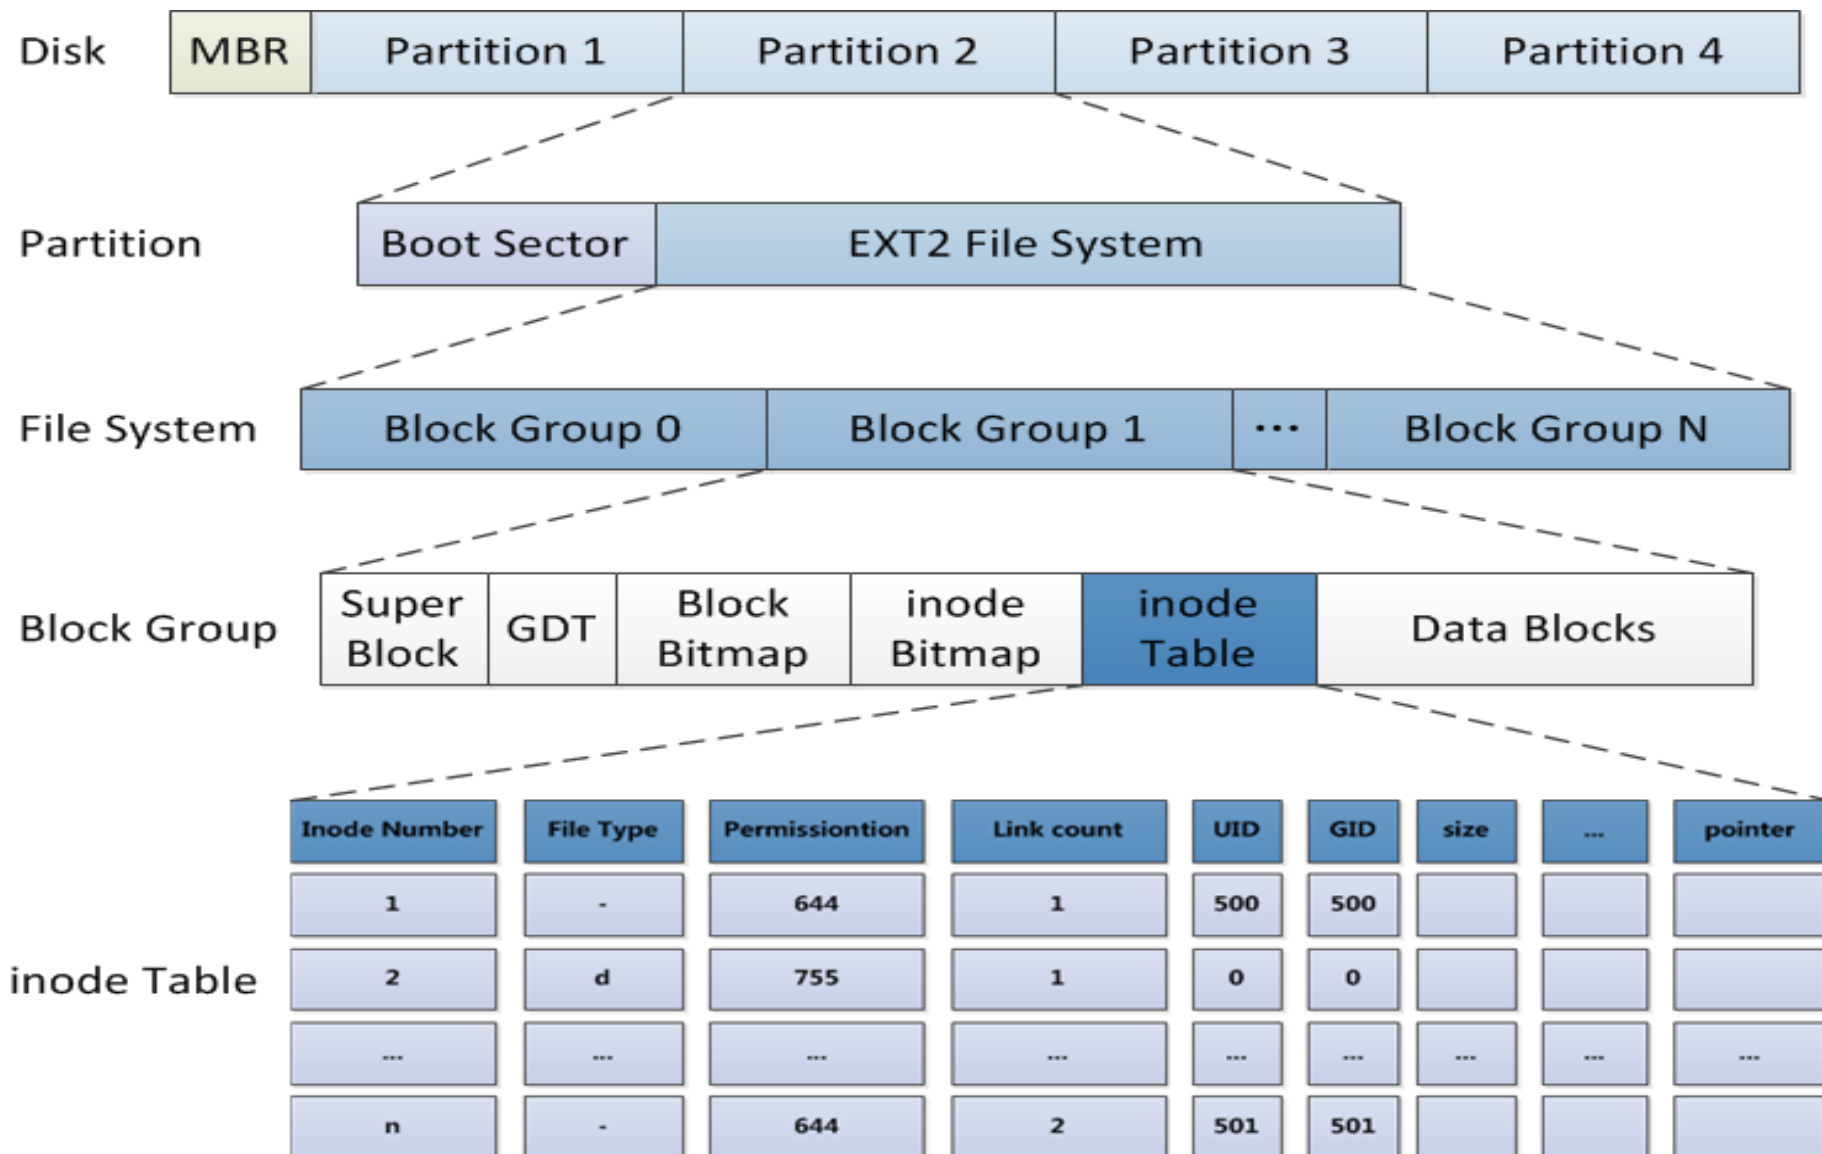 Disk MBR Partition 1 Partition 2 Partition 3 Partition 4
Partition Boot Sector EXT2 File System
File System Block Group 0 Block Group 1 ... Block Group N
Block Group
Super
Block
GDT
Block
Bitmap
inode
Bitmap
inode
Table
Data Blocks
Inode Number File Type Permissiontion Link count UID GID size ... pointer
1 - 644 1 500 500
inode Table 2 d 755 1 0 0
... ... ... ... ... ... ... ... ...
n - 644 2 501 501